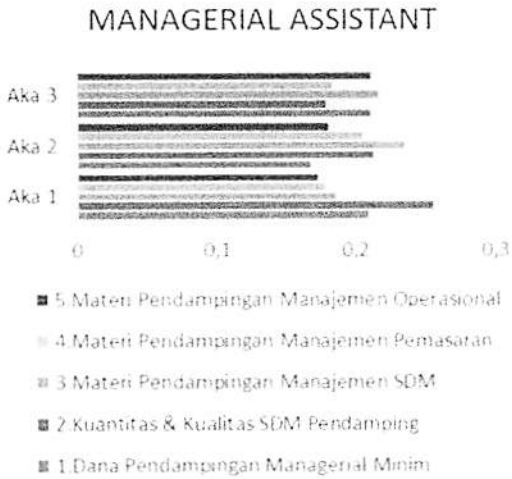 MANAGERIAL ASSISTANT
Aka 3
Aka 2
Aka 1
0
0,1
0,2
0,3
5.Materi Pendampingan Manajemen Operasional
4.Materi Pendampingan Manajemen Pemasaran
3.Materi Pendampingan Manajemen SDM
2.Kuantitas & Kualitas SDM Pendamping
1.Dana Pendampingan Managerial Minim